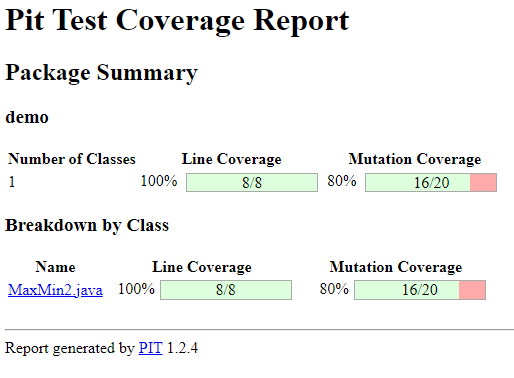 Pit Test Coverage Report
Package Summary
demo
Number of Classes Line Coverage Mutation Coverage
1 100% 8/8 80% 16/20
Breakdown by Class
Name Line Coverage Mutation Coverage
MaxMin2.java 100% 8/8 80% 16/20
Report generated by PIT 1.2.4